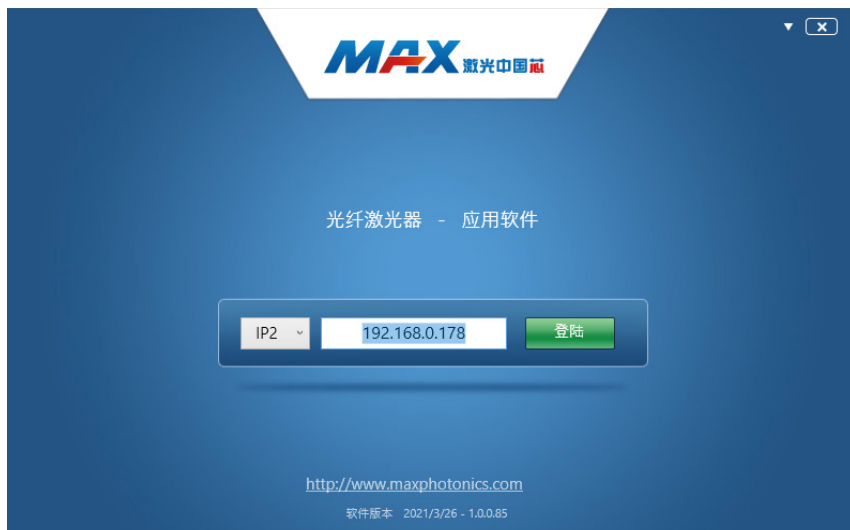 MAX 激光中国芯
光纤激光器 - 应用软件
IP2 192.168.0.178 登陆
http://www.maxphotonics.com
软件版本 2021/3/26 - 1.0.0.85